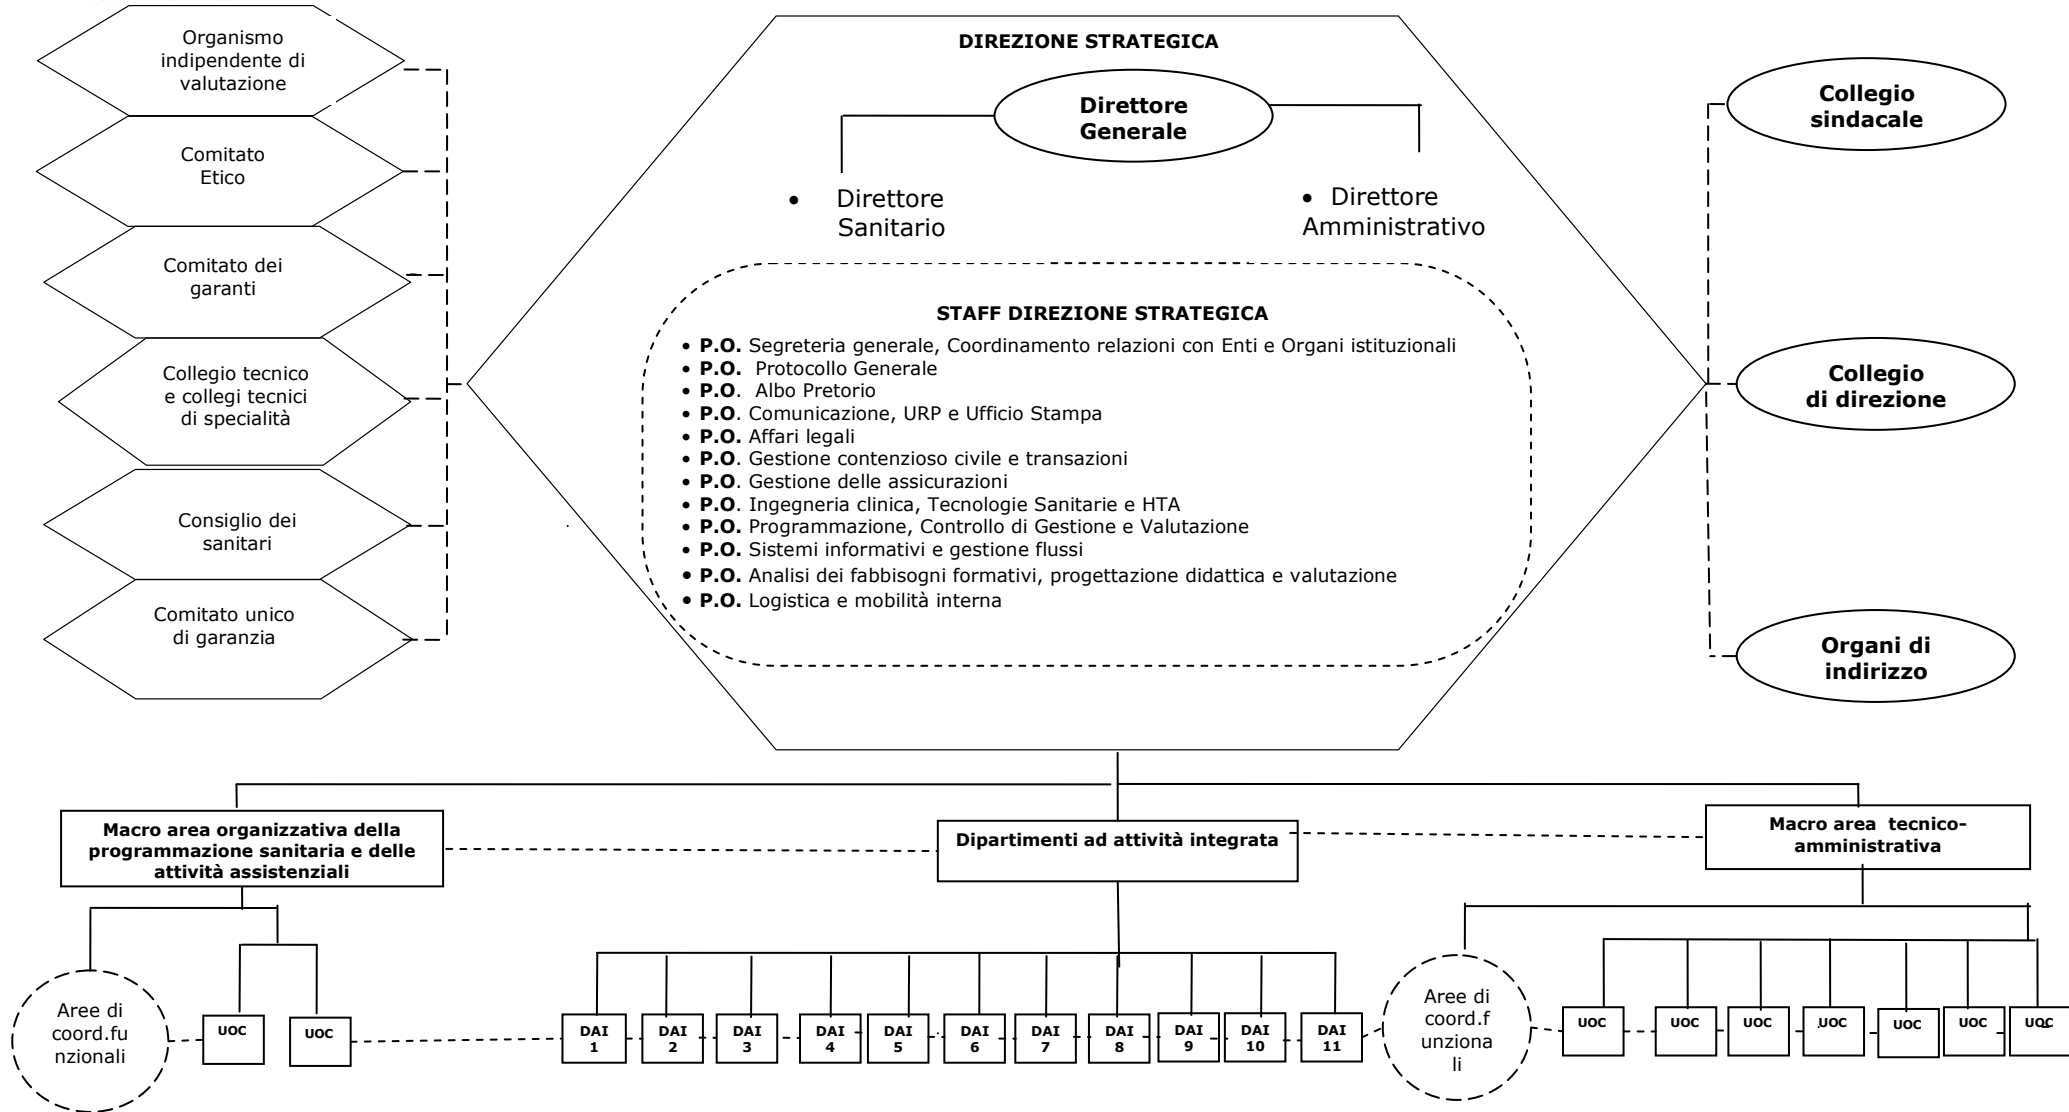 Organismo
indipendente di
valutazione
Comitato
Etico
Comitato dei
garanti
Collegio tecnico
e collegi tecnici
di specialità
Consiglio dei
sanitari
Comitato unico
di garanzia
DIREZIONE STRATEGICA
Direttore
Generale
• Direttore
Sanitario
• Direttore
Amministrativo
STAFF DIREZIONE STRATEGICA
• P.O. Segreteria generale, Coordinamento relazioni con Enti e Organi istituzionali
• P.O. Protocollo Generale
• P.O. Albo Pretorio
• P.O. Comunicazione, URP e Ufficio Stampa
• P.O. Affari legali
• P.O. Gestione contenzioso civile e transazioni
• P.O. Gestione delle assicurazioni
• P.O. Ingegneria clinica, Tecnologie Sanitarie e HTA
• P.O. Programmazione, Controllo di Gestione e Valutazione
• P.O. Sistemi informativi e gestione flussi
• P.O. Analisi dei fabbisogni formativi, progettazione didattica e valutazione
• P.O. Logistica e mobilità interna
Collegio
sindacale
Collegio
di direzione
Organi di
indirizzo
Macro area organizzativa della
programmazione sanitaria e delle
attività assistenziali
Dipartimenti ad attività integrata
Macro area tecnico-
amministrativa
Aree di
coord.fu
nzionali
UOC
UOC
DAI
1
DAI
2
DAI
3
DAI
4
DAI
5
DAI
6
DAI
7
DAI
8
DAI
9
DAI
10
DAI
11
Aree di
coord.f
unziona
li
UOC
UOC
UOC
UOC
UOC
UOC
UOC